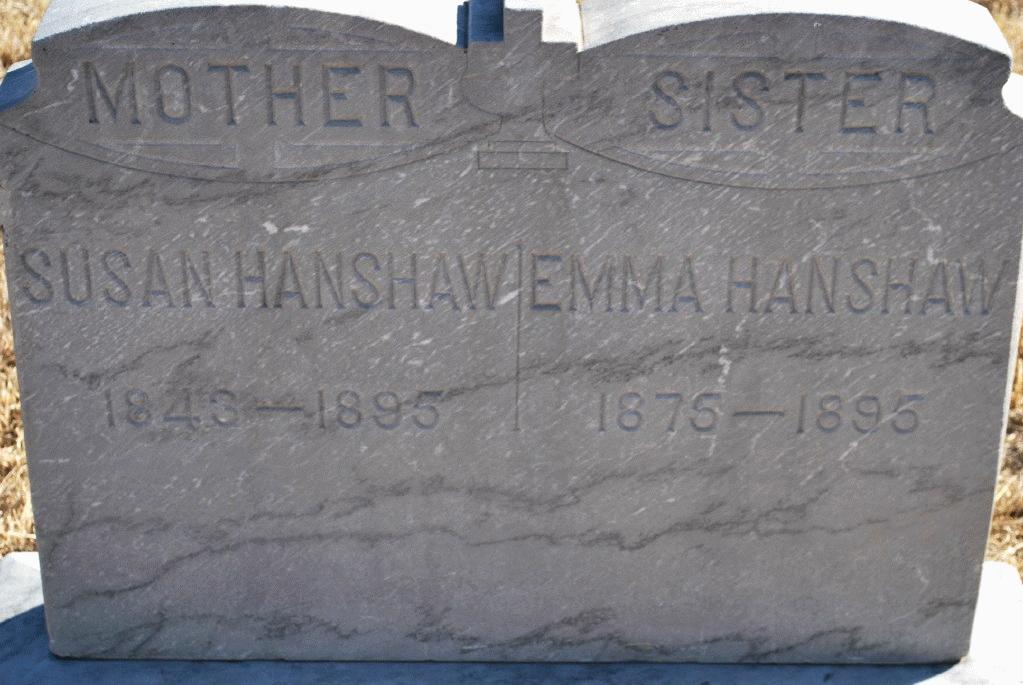 MOTHER
SISTER
SUSAN HANSHAW
EMMA HANSHAW
1843—1895
1875—1895